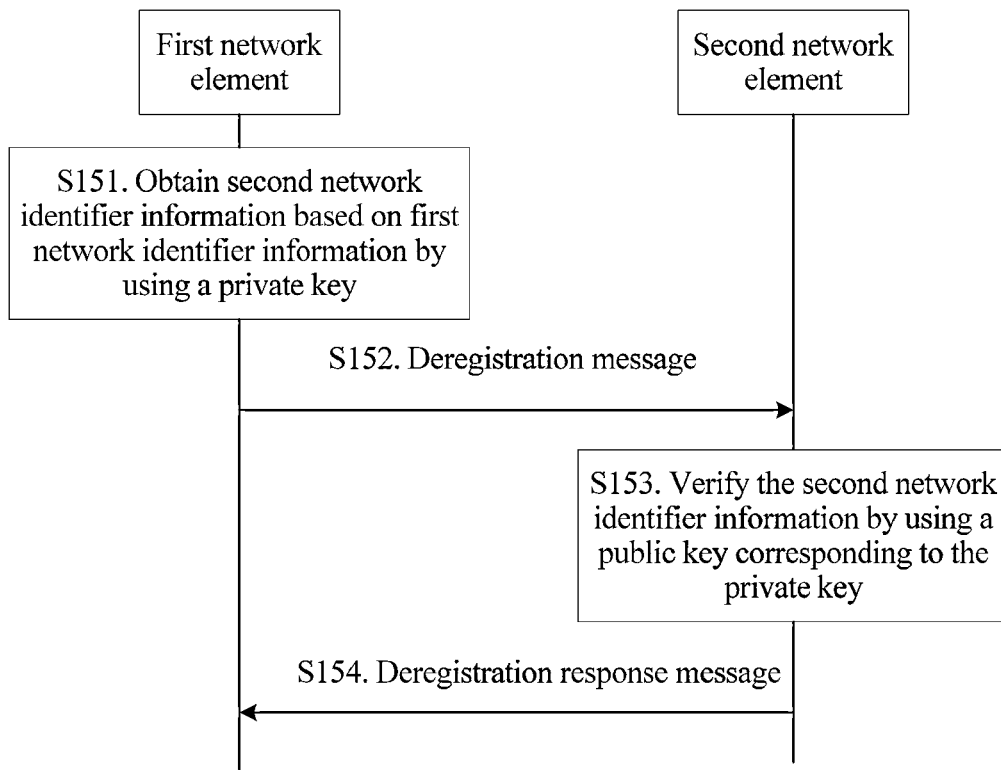 First network
element
Second network
element
S151. Obtain second network
identifier information based on first
network identifier information by
using a private key
S152. Deregistration message
S153. Verify the second network
identifier information by using a
public key corresponding to the
private key
S154. Deregistration response message